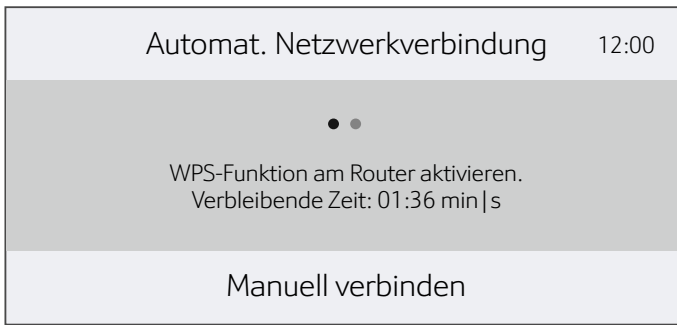 Automat. Netzwerkverbindung 12:00
WPS-Funktion am Router aktivieren.
Verbleibende Zeit: 01:36 min|s
Manuell verbinden